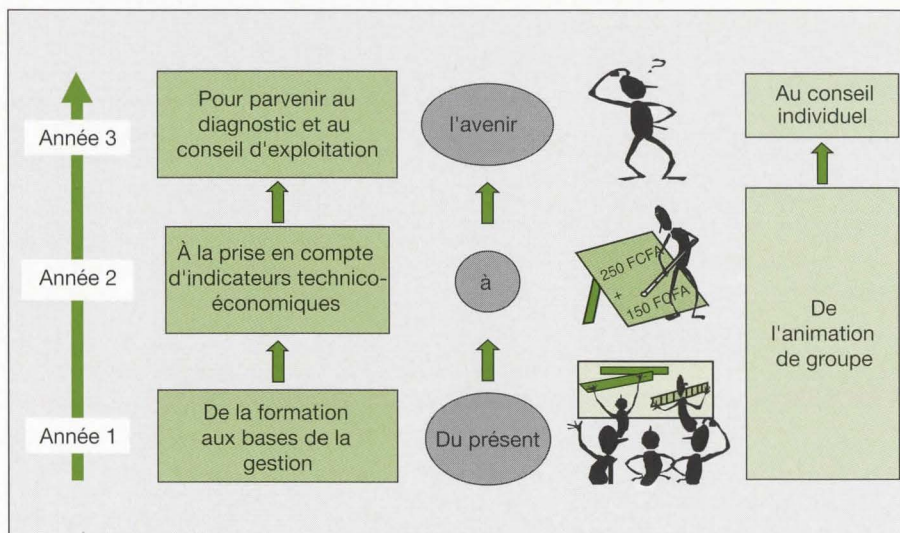 Année 3
Pour parvenir au
diagnostic et au
conseil d'exploitation
l'avenir
?
Au conseil
individuel
Année 2
À la prise en compte
d'indicateurs technico-
économiques
à
250 FCFA
+
150 FCFA
De
l'animation
de groupe
Année 1
De la formation
aux bases de la
gestion
Du présent